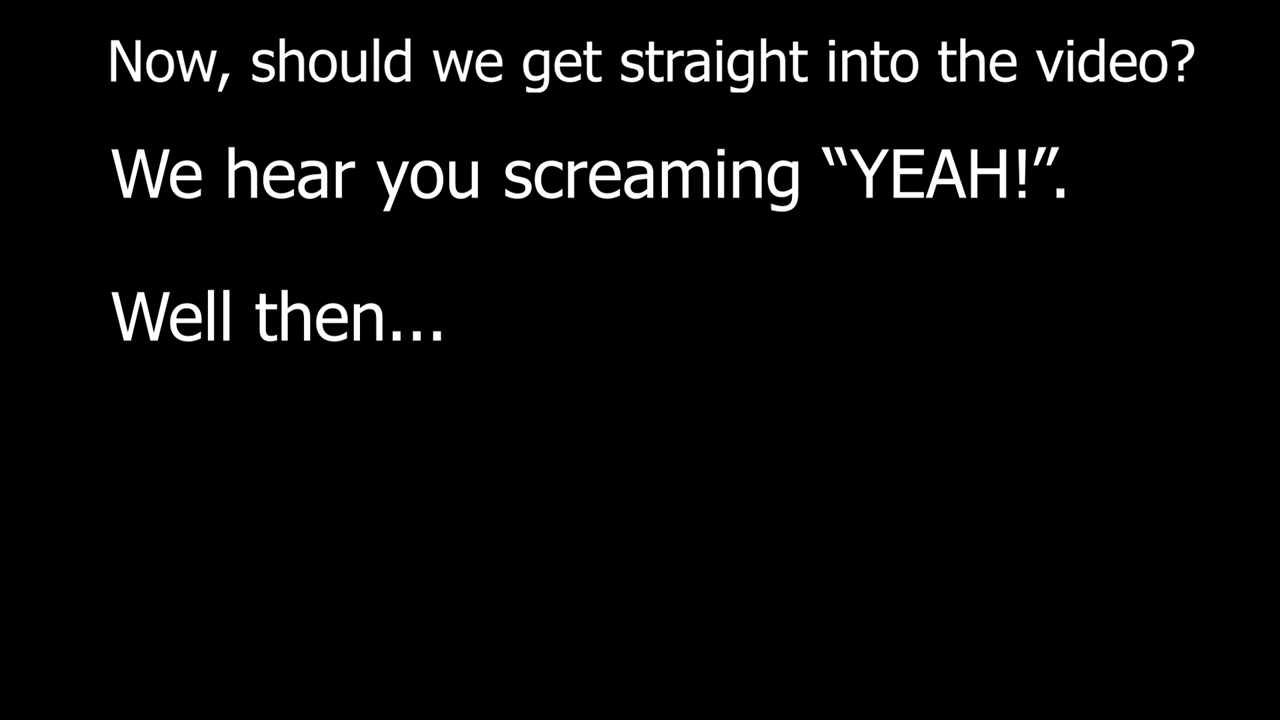 Now, should we get straight into the video?
We hear you screaming “YEAH!”.
Well then...